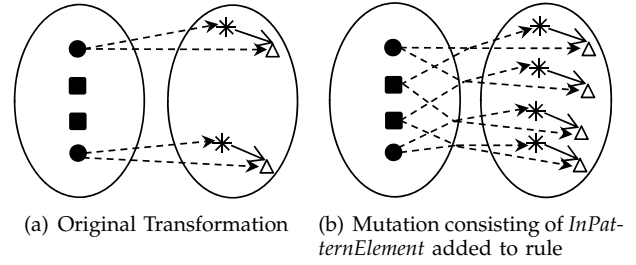 (a) Original Transformation
(b) Mutation consisting of InPat-
ternElement added to rule